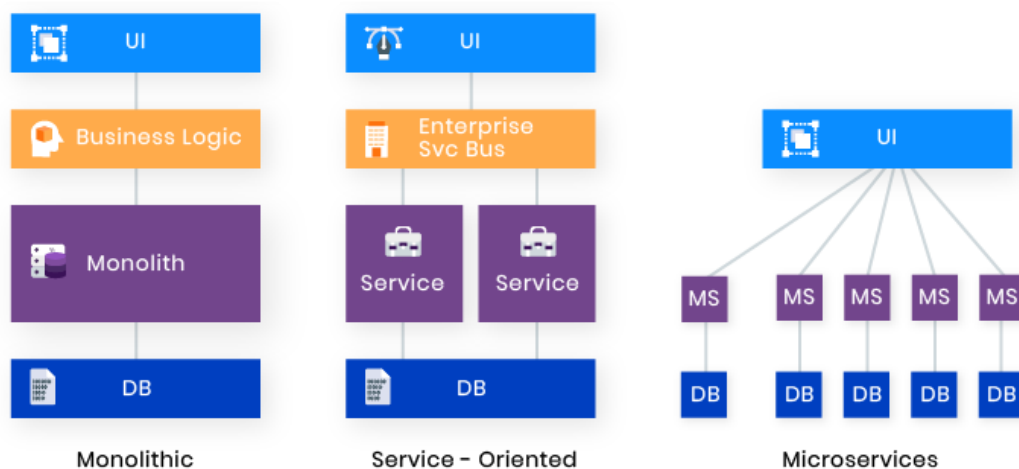 UI
Business Logic
Monolith
DB
Monolithic
UI
Enterprise
Svc Bus
Service
Service
DB
Service - Oriented
UI
MS
MS
MS
MS
MS
DB
DB
DB
DB
DB
Microservices